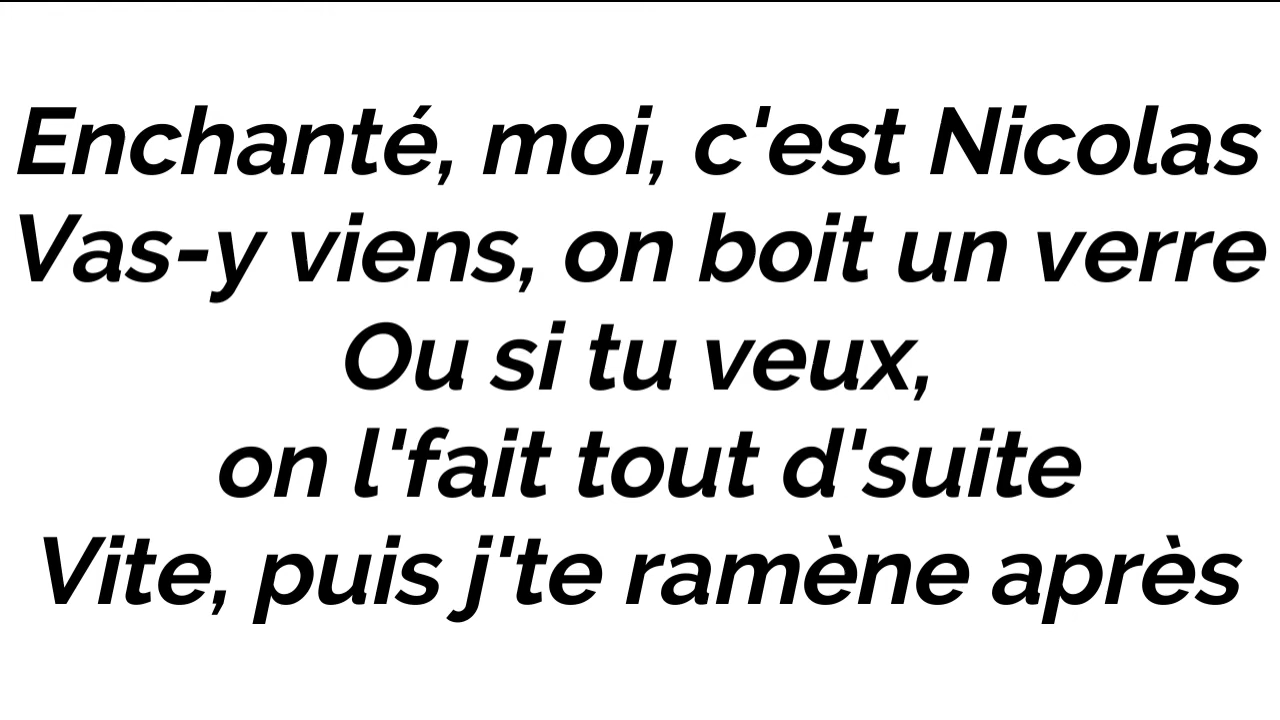 Enchanté, moi, c'est Nicolas
Vas-y viens, on boit un verre
Ou si tu veux,
on l'fait tout d'suite
Vite, puis j'te ramène après